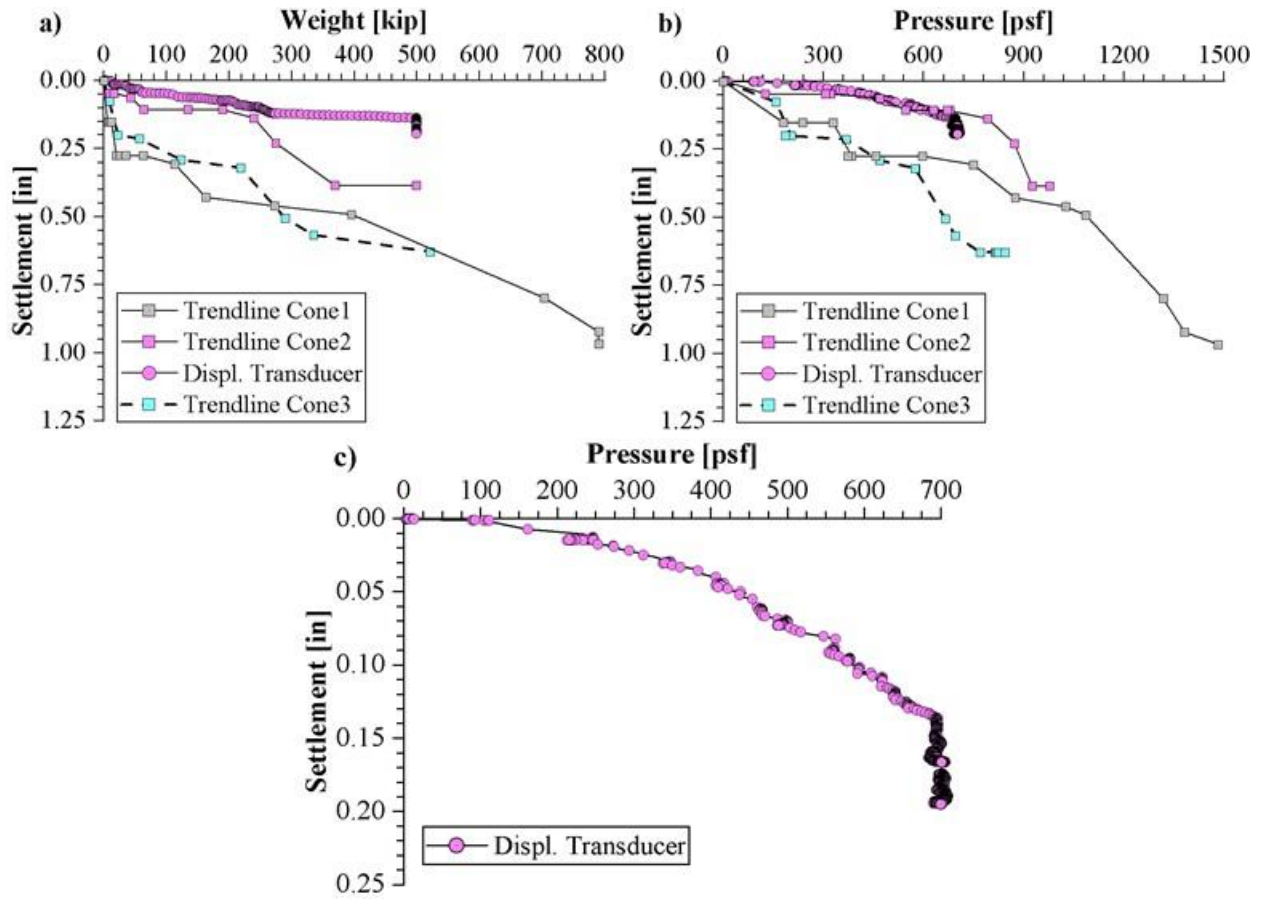 a)
Weight [kip]
0 100 200 300 400 500 600 700 800
0.00
0.25
0.50
0.75
1.00
1.25
Settlement [in]
Trendline Cone1
Trendline Cone2
Displ. Transducer
Trendline Cone3
b)
Pressure [psf]
0 300 600 900 1200 1500
0.00
0.25
0.50
0.75
1.00
1.25
Settlement [in]
Trendline Cone1
Trendline Cone2
Displ. Transducer
Trendline Cone3
c)
Pressure [psf]
0 100 200 300 400 500 600 700
0.00
0.05
0.10
0.15
0.20
0.25
Settlement [in]
Displ. Transducer